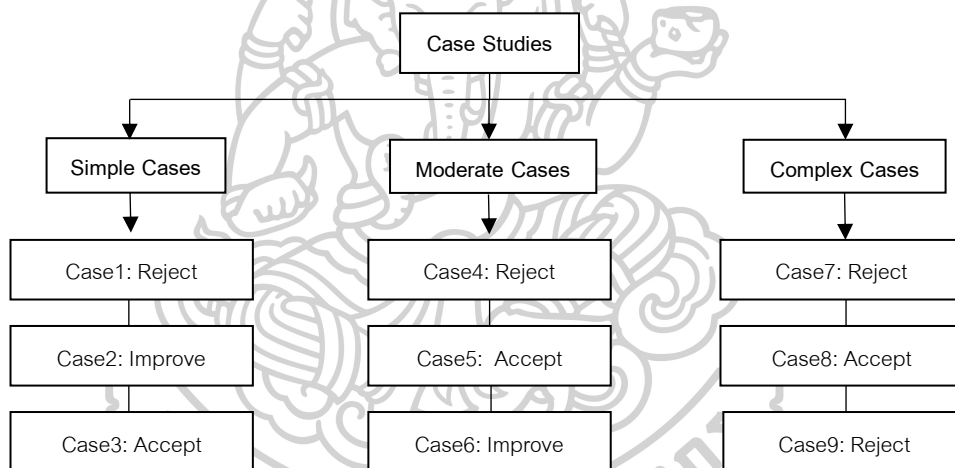 Case Studies
Simple Cases
Moderate Cases
Complex Cases
Case1: Reject
Case4: Reject
Case7: Reject
Case2: Improve
Case5:  Accept
Case8: Accept
Case3: Accept
Case6: Improve
Case9: Reject